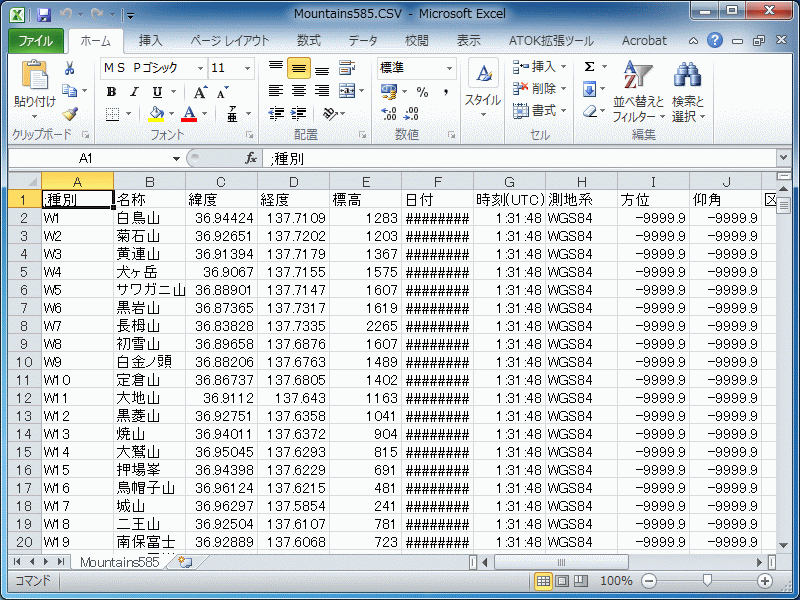 Mountains585.CSV - Microsoft Excel
ファイル ホーム 挿入 ページ レイアウト 数式 データ 校閲 表示 ATOK拡張ツール Acrobat
ＭＳ Ｐゴシック 11 標準 挿入 Σ
貼り付け B I U A A % , スタイル 削除 並べ替えと 検索と
A 亜 書式 フィルター 選択
クリップボード フォント 配置 数値 セル 編集
A1 fx ;種別
A B C D E F G H I J
1 ;種別 名称 緯度 経度 標高 日付 時刻(UTC) 測地系 方位 仰角 区
2 W1 白鳥山 36.94424 137.7109 1283 ######## 1:31:48 WGS84 -9999.9 -9999.9
3 W2 菊石山 36.92651 137.7202 1203 ######## 1:31:48 WGS84 -9999.9 -9999.9
4 W3 黄連山 36.91394 137.7179 1367 ######## 1:31:48 WGS84 -9999.9 -9999.9
5 W4 犬ヶ岳 36.9067 137.7155 1575 ######## 1:31:48 WGS84 -9999.9 -9999.9
6 W5 サワガニ山 36.88901 137.7147 1607 ######## 1:31:48 WGS84 -9999.9 -9999.9
7 W6 黒岩山 36.87365 137.7317 1619 ######## 1:31:48 WGS84 -9999.9 -9999.9
8 W7 長栂山 36.83828 137.7335 2265 ######## 1:31:48 WGS84 -9999.9 -9999.9
9 W8 初雪山 36.89658 137.6876 1607 ######## 1:31:48 WGS84 -9999.9 -9999.9
10 W9 白金ノ頭 36.88206 137.6763 1489 ######## 1:31:48 WGS84 -9999.9 -9999.9
11 W10 定倉山 36.86737 137.6805 1402 ######## 1:31:48 WGS84 -9999.9 -9999.9
12 W11 大地山 36.9112 137.643 1163 ######## 1:31:48 WGS84 -9999.9 -9999.9
13 W12 黒菱山 36.92751 137.6358 1041 ######## 1:31:48 WGS84 -9999.9 -9999.9
14 W13 焼山 36.94011 137.6372 904 ######## 1:31:48 WGS84 -9999.9 -9999.9
15 W14 大鷲山 36.95045 137.6293 815 ######## 1:31:48 WGS84 -9999.9 -9999.9
16 W15 押場峯 36.94398 137.6229 691 ######## 1:31:48 WGS84 -9999.9 -9999.9
17 W16 烏帽子山 36.96124 137.6215 481 ######## 1:31:48 WGS84 -9999.9 -9999.9
18 W17 城山 36.96297 137.5854 241 ######## 1:31:48 WGS84 -9999.9 -9999.9
19 W18 二王山 36.92504 137.6107 781 ######## 1:31:48 WGS84 -9999.9 -9999.9
20 W19 南保富士 36.92889 137.6068 723 ######## 1:31:48 WGS84 -9999.9 -9999.9
Mountains585
コマンド 100%